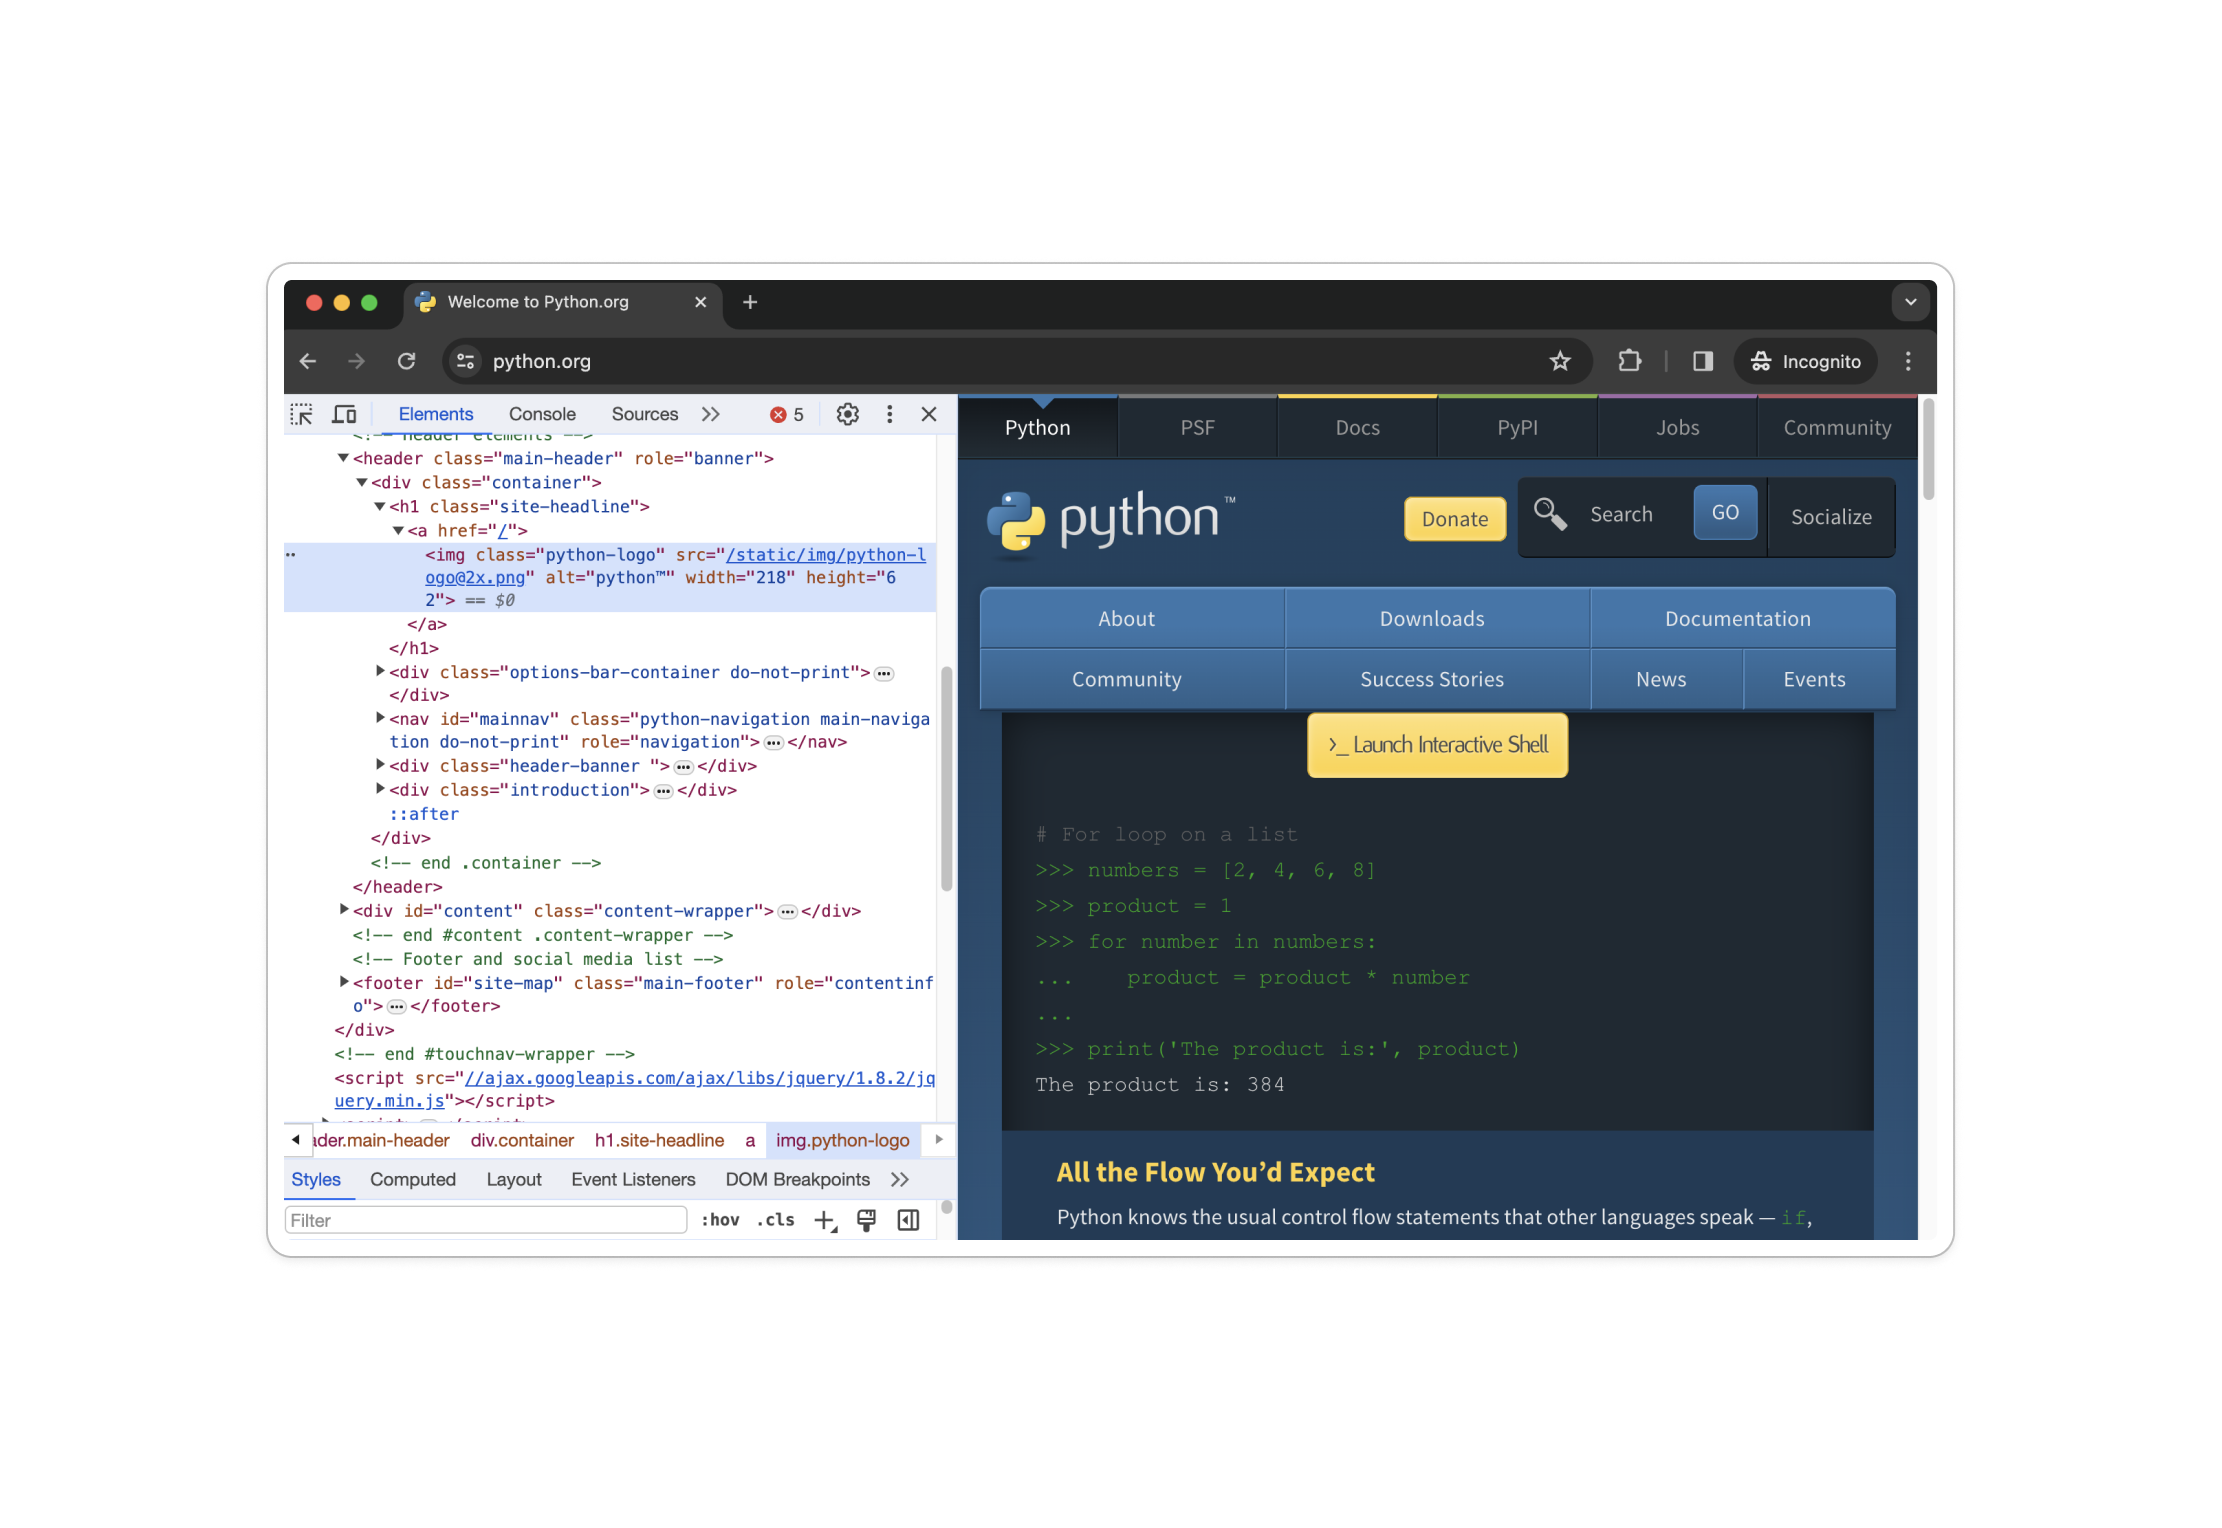 Welcome to Python.org
python.org
Incognito
Elements Console Sources 5
<!-- Header elements -->
<header class="main-header" role="banner">
<div class="container">
<h1 class="site-headline">
<a href="/">
<img class="python-logo" src="/static/img/python-l
ogo@2x.png" alt="python™" width="218" height="6
2"> == $0
</a>
</h1>
<div class="options-bar-container do-not-print">…
</div>
<nav id="mainnav" class="python-navigation main-naviga
tion do-not-print" role="navigation">…</nav>
<div class="header-banner ">…</div>
<div class="introduction">…</div>
::after
</div>
<!-- end .container -->
</header>
<div id="content" class="content-wrapper">…</div>
<!-- end #content .content-wrapper -->
<!-- Footer and social media list -->
<footer id="site-map" class="main-footer" role="contentinf
o">…</footer>
</div>
<!-- end #touchnav-wrapper -->
<script src="//ajax.googleapis.com/ajax/libs/jquery/1.8.2/jq
uery.min.js"></script>
ader.main-header div.container h1.site-headline a img.python-logo
Styles Computed Layout Event Listeners DOM Breakpoints
Filter :hov .cls
Python PSF Docs PyPI Jobs Community
python™ Donate Search GO Socialize
About Downloads Documentation
Community Success Stories News Events
>_ Launch Interactive Shell
# For loop on a list
>>> numbers = [2, 4, 6, 8]
>>> product = 1
>>> for number in numbers:
...    product = product * number
...
>>> print('The product is:', product)
The product is: 384
All the Flow You’d Expect
Python knows the usual control flow statements that other languages speak — if,